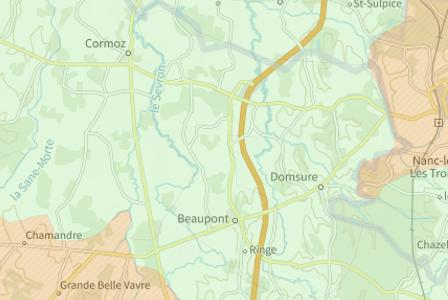 St-Sulpice
Cormoz
le Sevron
la Sane-Morte
Nanc-l
Les Tro
Domsure
Beaupont
Chamandre
Ringe
Chazel
Grande Belle Vavre